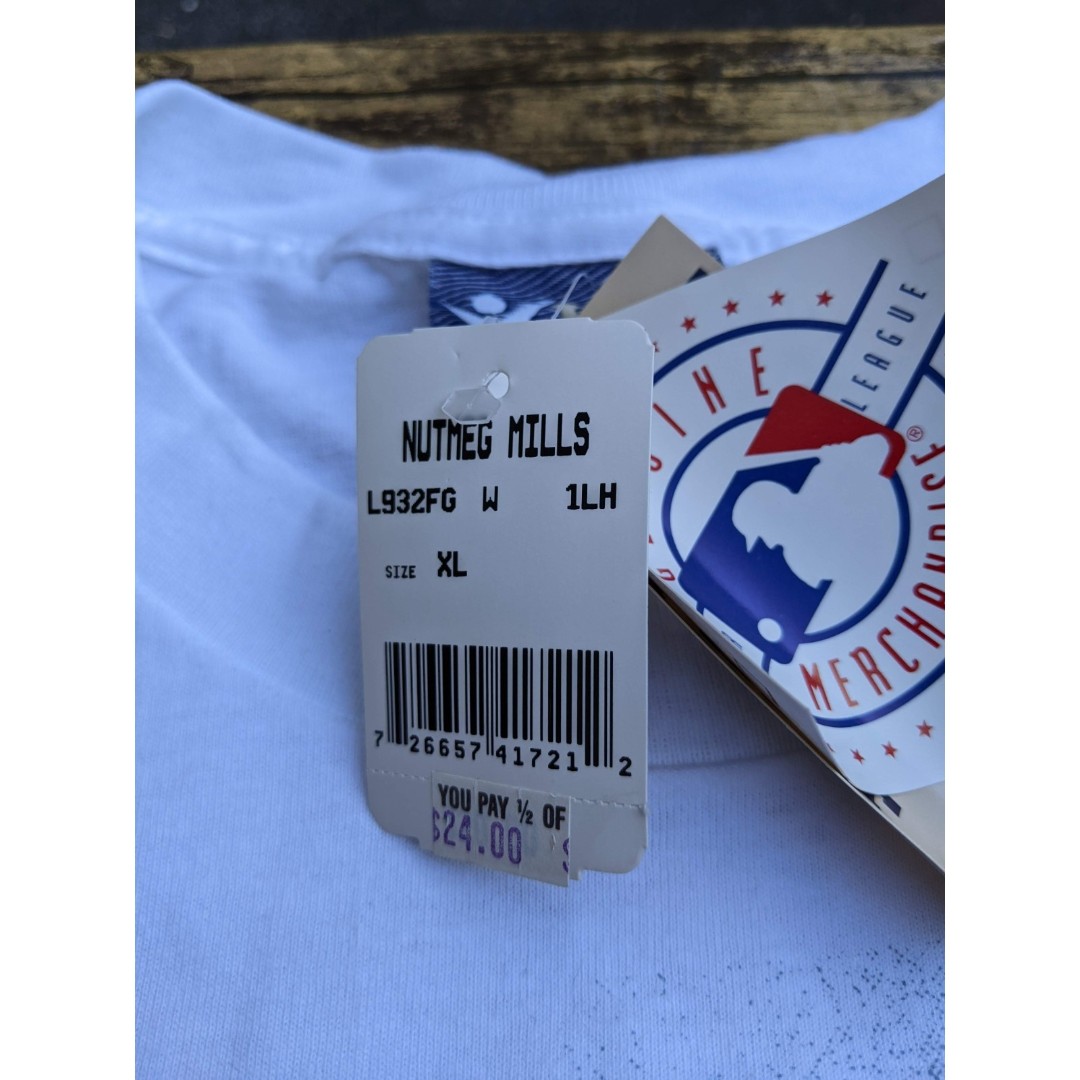 NUTMEG MILLS
L932FG W 1LH
SIZE XL
7 26657 41721 2
YOU PAY ½ OF
$24.00
LEAGUE
MERCHANDISE
®